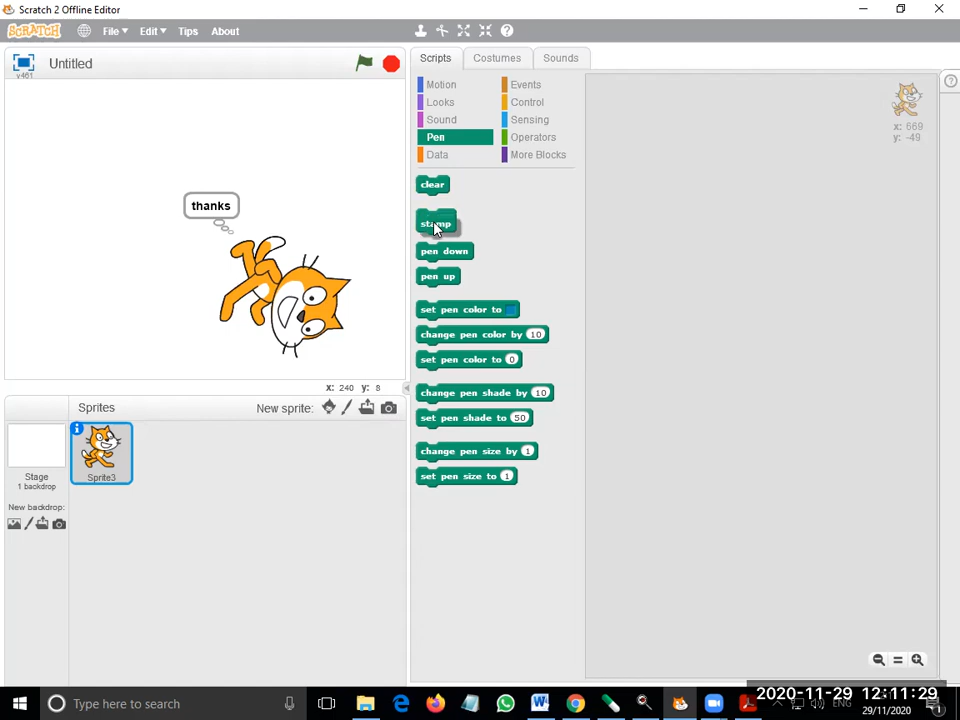 Scratch 2 Offline Editor
SCRATCH File Edit Tips About
v461 Untitled
thanks
x: 240 y: 8
Sprites New sprite:
Stage
1 backdrop
New backdrop:
Sprite3
Scripts Costumes Sounds
Motion Events
Looks Control
Sound Sensing
Pen Operators
Data More Blocks
clear
stamp
pen down
pen up
set pen color to
change pen color by 10
set pen color to 0
change pen shade by 10
set pen shade to 50
change pen size by 1
set pen size to 1
x: 669
y: -49
Type here to search
ENG
2020-11-29 12:11:29
29/11/2020